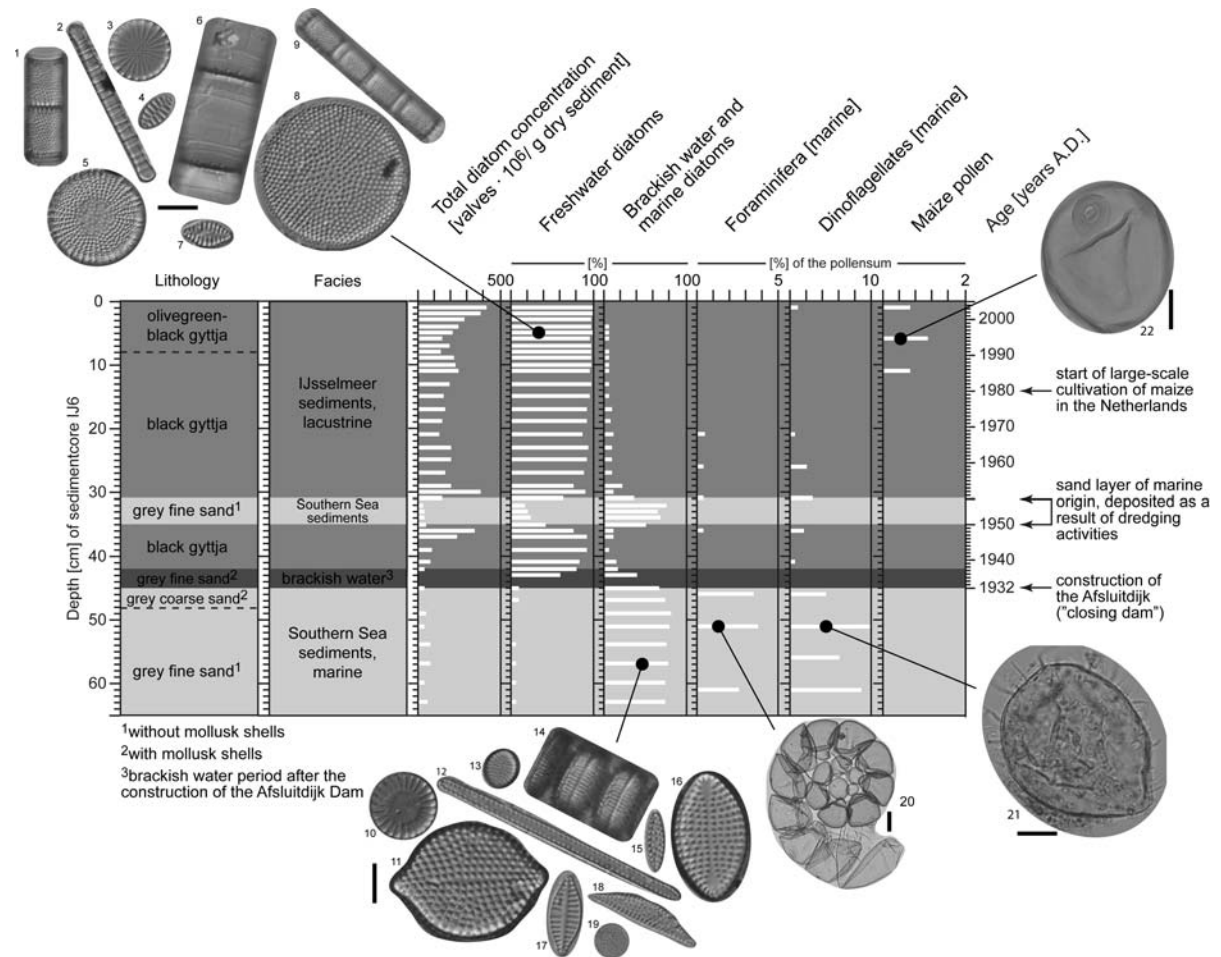 1
2
3
4
5
6
7
8
9
Total diatom concentration
[valves · 10⁶/ g dry sediment]
Freshwater diatoms
Brackish water and
marine diatoms
Foraminifera [marine]
Dinoflagellates [marine]
Maize pollen
Age [years A.D.]
22
[%]
[%] of the pollensum
Lithology
Facies
500
100
100
5
10
2
Depth [cm] of sedimentcore IJ6
0
10
20
30
40
50
60
olivegreen-
black gyttja
black gyttja
grey fine sand¹
black gyttja
grey fine sand²
grey coarse sand²
grey fine sand¹
IJsselmeer
sediments,
lacustrine
Southern Sea
sediments
brackish water³
Southern Sea
sediments,
marine
2000
1990
1980
1970
1960
1950
1940
1932
start of large-scale
cultivation of maize
in the Netherlands
sand layer of marine
origin, deposited as a
result of dredging
activities
construction of
the Afsluitdijk
("closing dam")
¹without mollusk shells
²with mollusk shells
³brackish water period after the
construction of the Afsluitdijk Dam
10
11
12
13
14
15
16
17
18
19
20
21